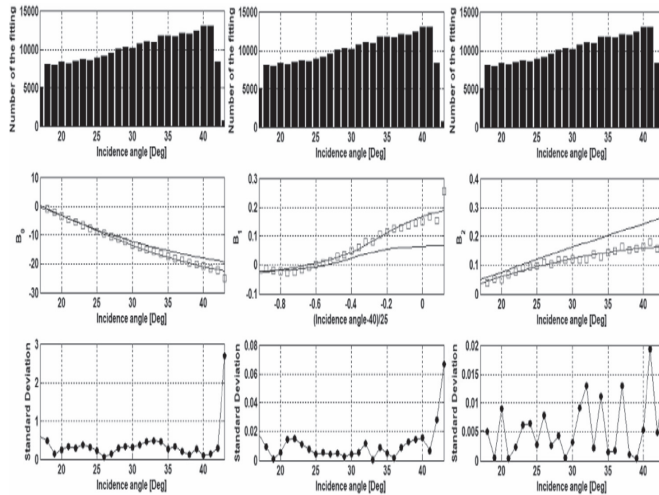 15000 15000 15000
10000 10000 10000
5000 5000 5000
0 0 0
20 25 30 35 40 20 25 30 35 40 20 25 30 35 40
Number of the fitting Number of the fitting Number of the fitting
Incidence angle [Deg] Incidence angle [Deg] Incidence angle [Deg]
10 0.4 0.3
0 0.3 0.2
-10 0.2 0.1
-20 0.1 0
-30 0 -0.1
-0.1
20 25 30 35 40 -0.8 -0.6 -0.4 -0.2 0 20 25 30 35 40
B0 B1 B2
Incidence angle [Deg] (Incidence angle-40)/25 Incidence angle [Deg]
3 0.08 0.02
2 0.06 0.015
1 0.04 0.01
0 0.02 0.005
0 0
20 25 30 35 40 20 25 30 35 40 20 25 30 35 40
Standard Deviation Standard Deviation Standard Deviation
Incidence angle [Deg] Incidence angle [Deg] Incidence angle [Deg]